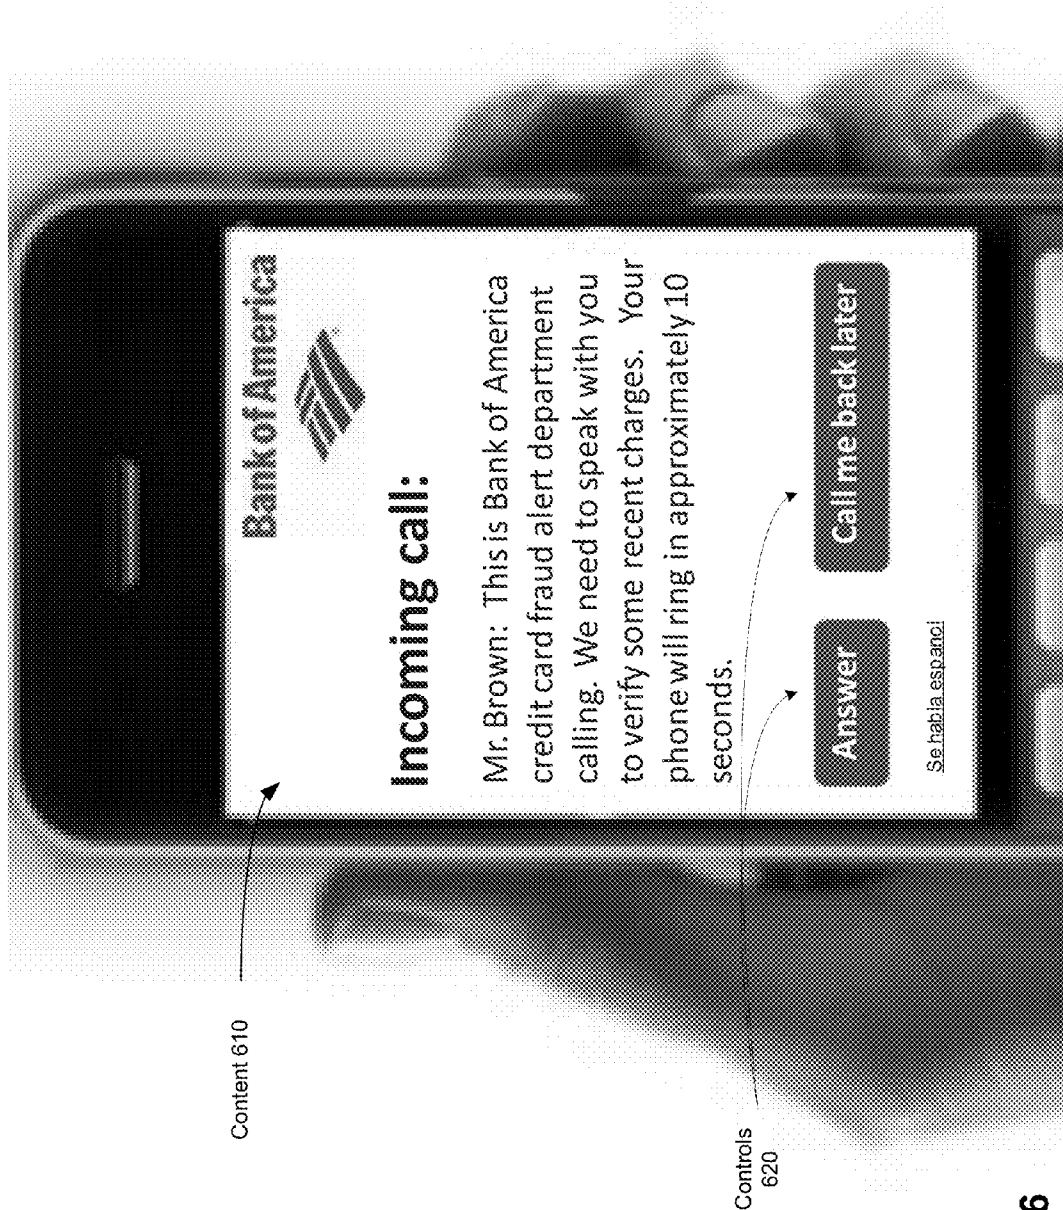 Bank of America
Incoming call:
Mr. Brown: This is Bank of America
credit card fraud alert department
calling. We need to speak with you
to verify some recent charges. Your
phone will ring in approximately 10
seconds.
Answer
Call me back later
Se habla espanol
Content 610
Controls
620
6